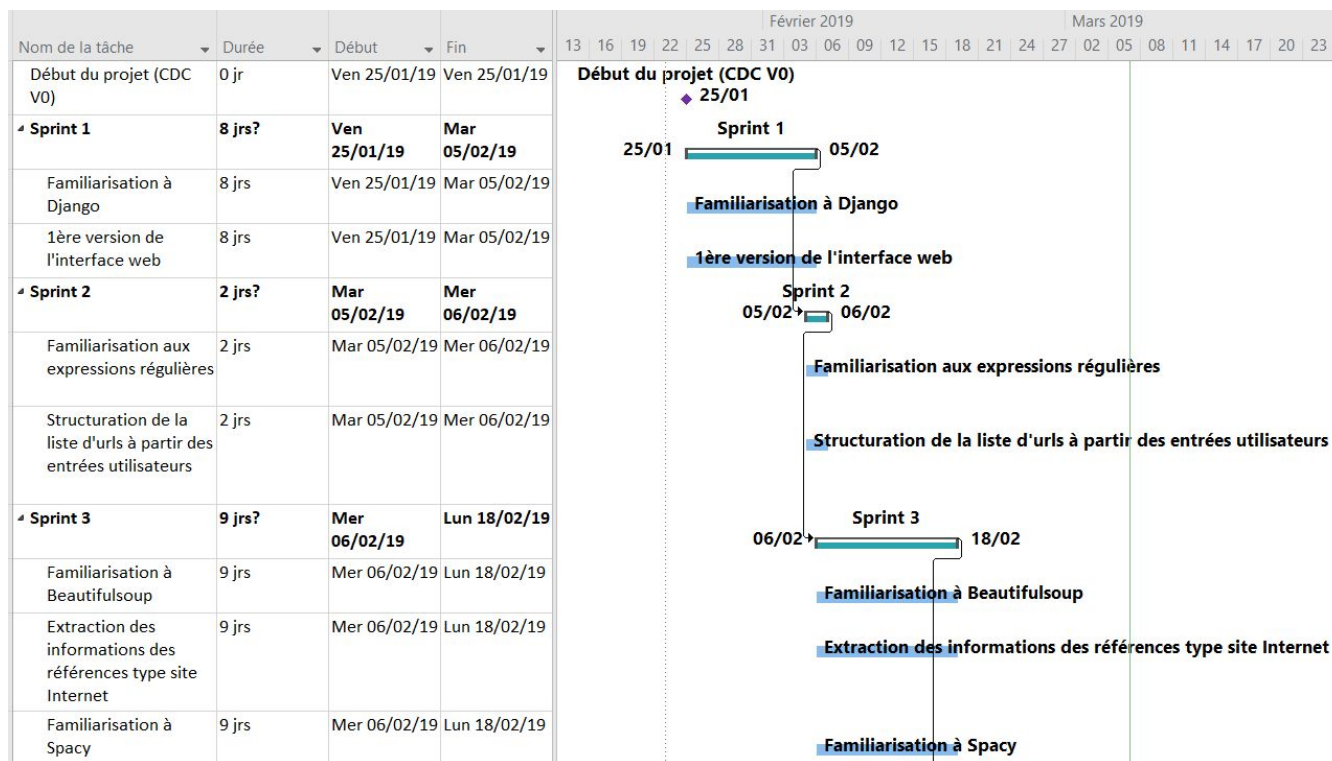 Février 2019 Mars 2019
Nom de la tâche Durée Début Fin 13 16 19 22 25 28 31 03 06 09 12 15 18 21 24 27 02 05 08 11 14 17 20 23
Début du projet (CDC V0) 0 jr Ven 25/01/19 Ven 25/01/19
Début du projet (CDC V0)
25/01
Sprint 1 8 jrs? Ven 25/01/19 Mar 05/02/19
Sprint 1
25/01 05/02
Familiarisation à Django 8 jrs Ven 25/01/19 Mar 05/02/19
Familiarisation à Django
1ère version de l'interface web 8 jrs Ven 25/01/19 Mar 05/02/19
1ère version de l'interface web
Sprint 2 2 jrs? Mar 05/02/19 Mer 06/02/19
Sprint 2
05/02 06/02
Familiarisation aux expressions régulières 2 jrs Mar 05/02/19 Mer 06/02/19
Familiarisation aux expressions régulières
Structuration de la liste d'urls à partir des entrées utilisateurs 2 jrs Mar 05/02/19 Mer 06/02/19
Structuration de la liste d'urls à partir des entrées utilisateurs
Sprint 3 9 jrs? Mer 06/02/19 Lun 18/02/19
Sprint 3
06/02 18/02
Familiarisation à Beautifulsoup 9 jrs Mer 06/02/19 Lun 18/02/19
Familiarisation à Beautifulsoup
Extraction des informations des références type site Internet 9 jrs Mer 06/02/19 Lun 18/02/19
Extraction des informations des références type site Internet
Familiarisation à Spacy 9 jrs Mer 06/02/19 Lun 18/02/19
Familiarisation à Spacy